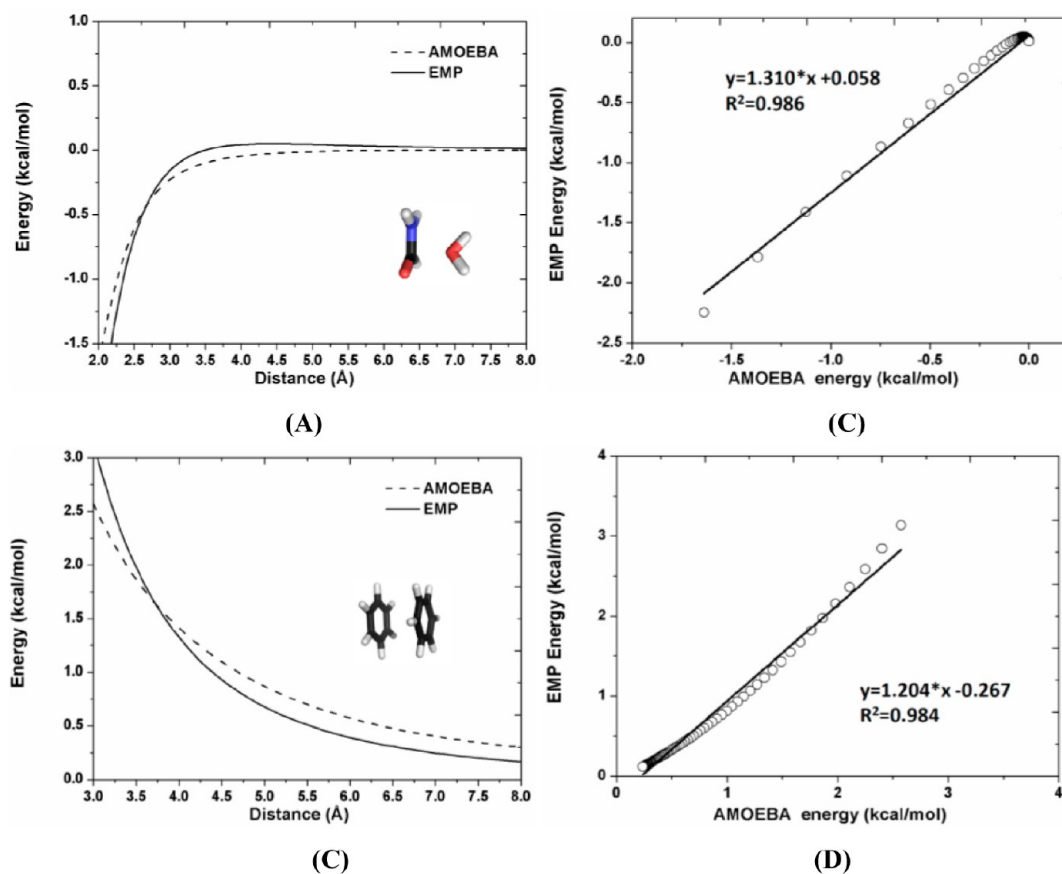 1.0
0.5
0.0
-0.5
-1.0
-1.5
Energy (kcal/mol)
AMOEBA
EMP
2.0 2.5 3.0 3.5 4.0 4.5 5.0 5.5 6.0 6.5 7.0 7.5 8.0
Distance (Å)
(A)
0.0
-0.5
-1.0
-1.5
-2.0
-2.5
EMP Energy (kcal/mol)
y=1.310*x +0.058
R²=0.986
-2.0 -1.5 -1.0 -0.5 0.0
AMOEBA energy (kcal/mol)
(C)
3.0
2.5
2.0
1.5
1.0
0.5
0.0
Energy (kcal/mol)
AMOEBA
EMP
3.0 3.5 4.0 4.5 5.0 5.5 6.0 6.5 7.0 7.5 8.0
Distance (Å)
(C)
4
3
2
1
0
EMP Energy (kcal/mol)
y=1.204*x -0.267
R²=0.984
0 1 2 3 4
AMOEBA energy (kcal/mol)
(D)